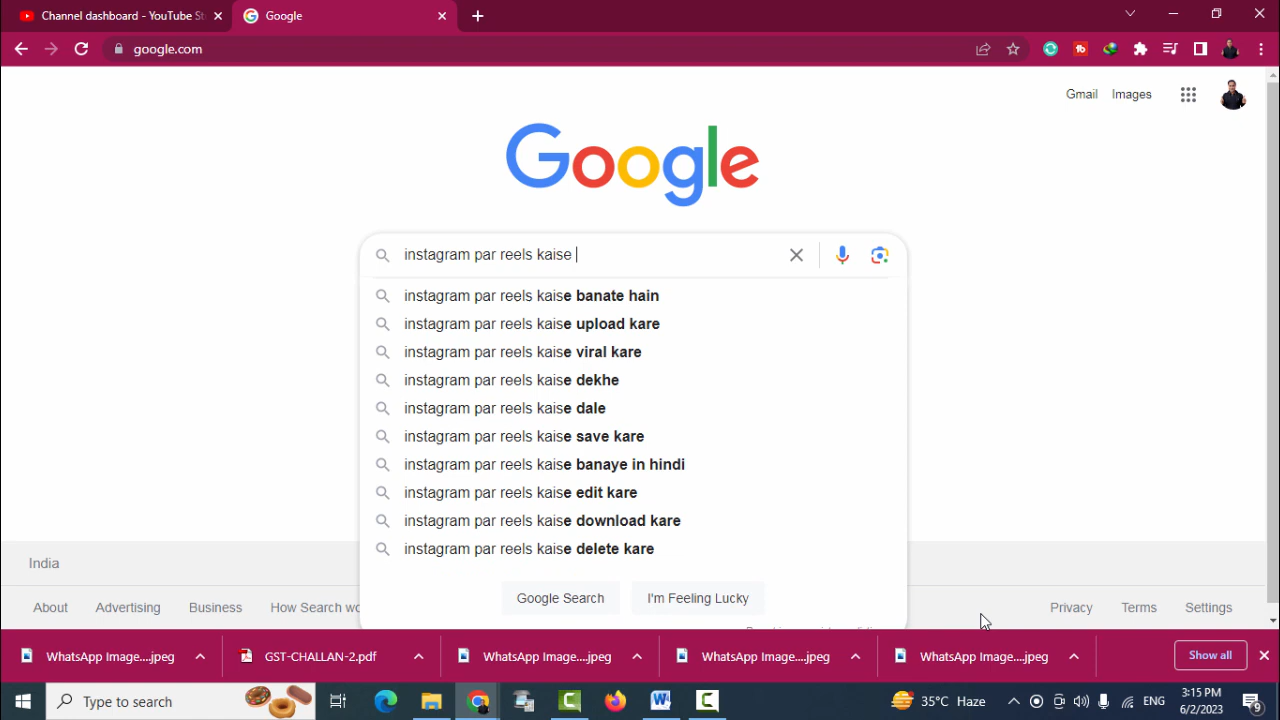 Channel dashboard - YouTube St
Google
google.com
Gmail
Images
Google
instagram par reels kaise
instagram par reels kaise banate hain
instagram par reels kaise upload kare
instagram par reels kaise viral kare
instagram par reels kaise dekhe
instagram par reels kaise dale
instagram par reels kaise save kare
instagram par reels kaise banaye in hindi
instagram par reels kaise edit kare
instagram par reels kaise download kare
instagram par reels kaise delete kare
Google Search
I'm Feeling Lucky
India
About
Advertising
Business
How Search wo
Privacy
Terms
Settings
WhatsApp Image....jpeg
GST-CHALLAN-2.pdf
WhatsApp Image....jpeg
WhatsApp Image....jpeg
WhatsApp Image....jpeg
Show all
Type here to search
35°C Haze
ENG
3:15 PM
6/2/2023
9